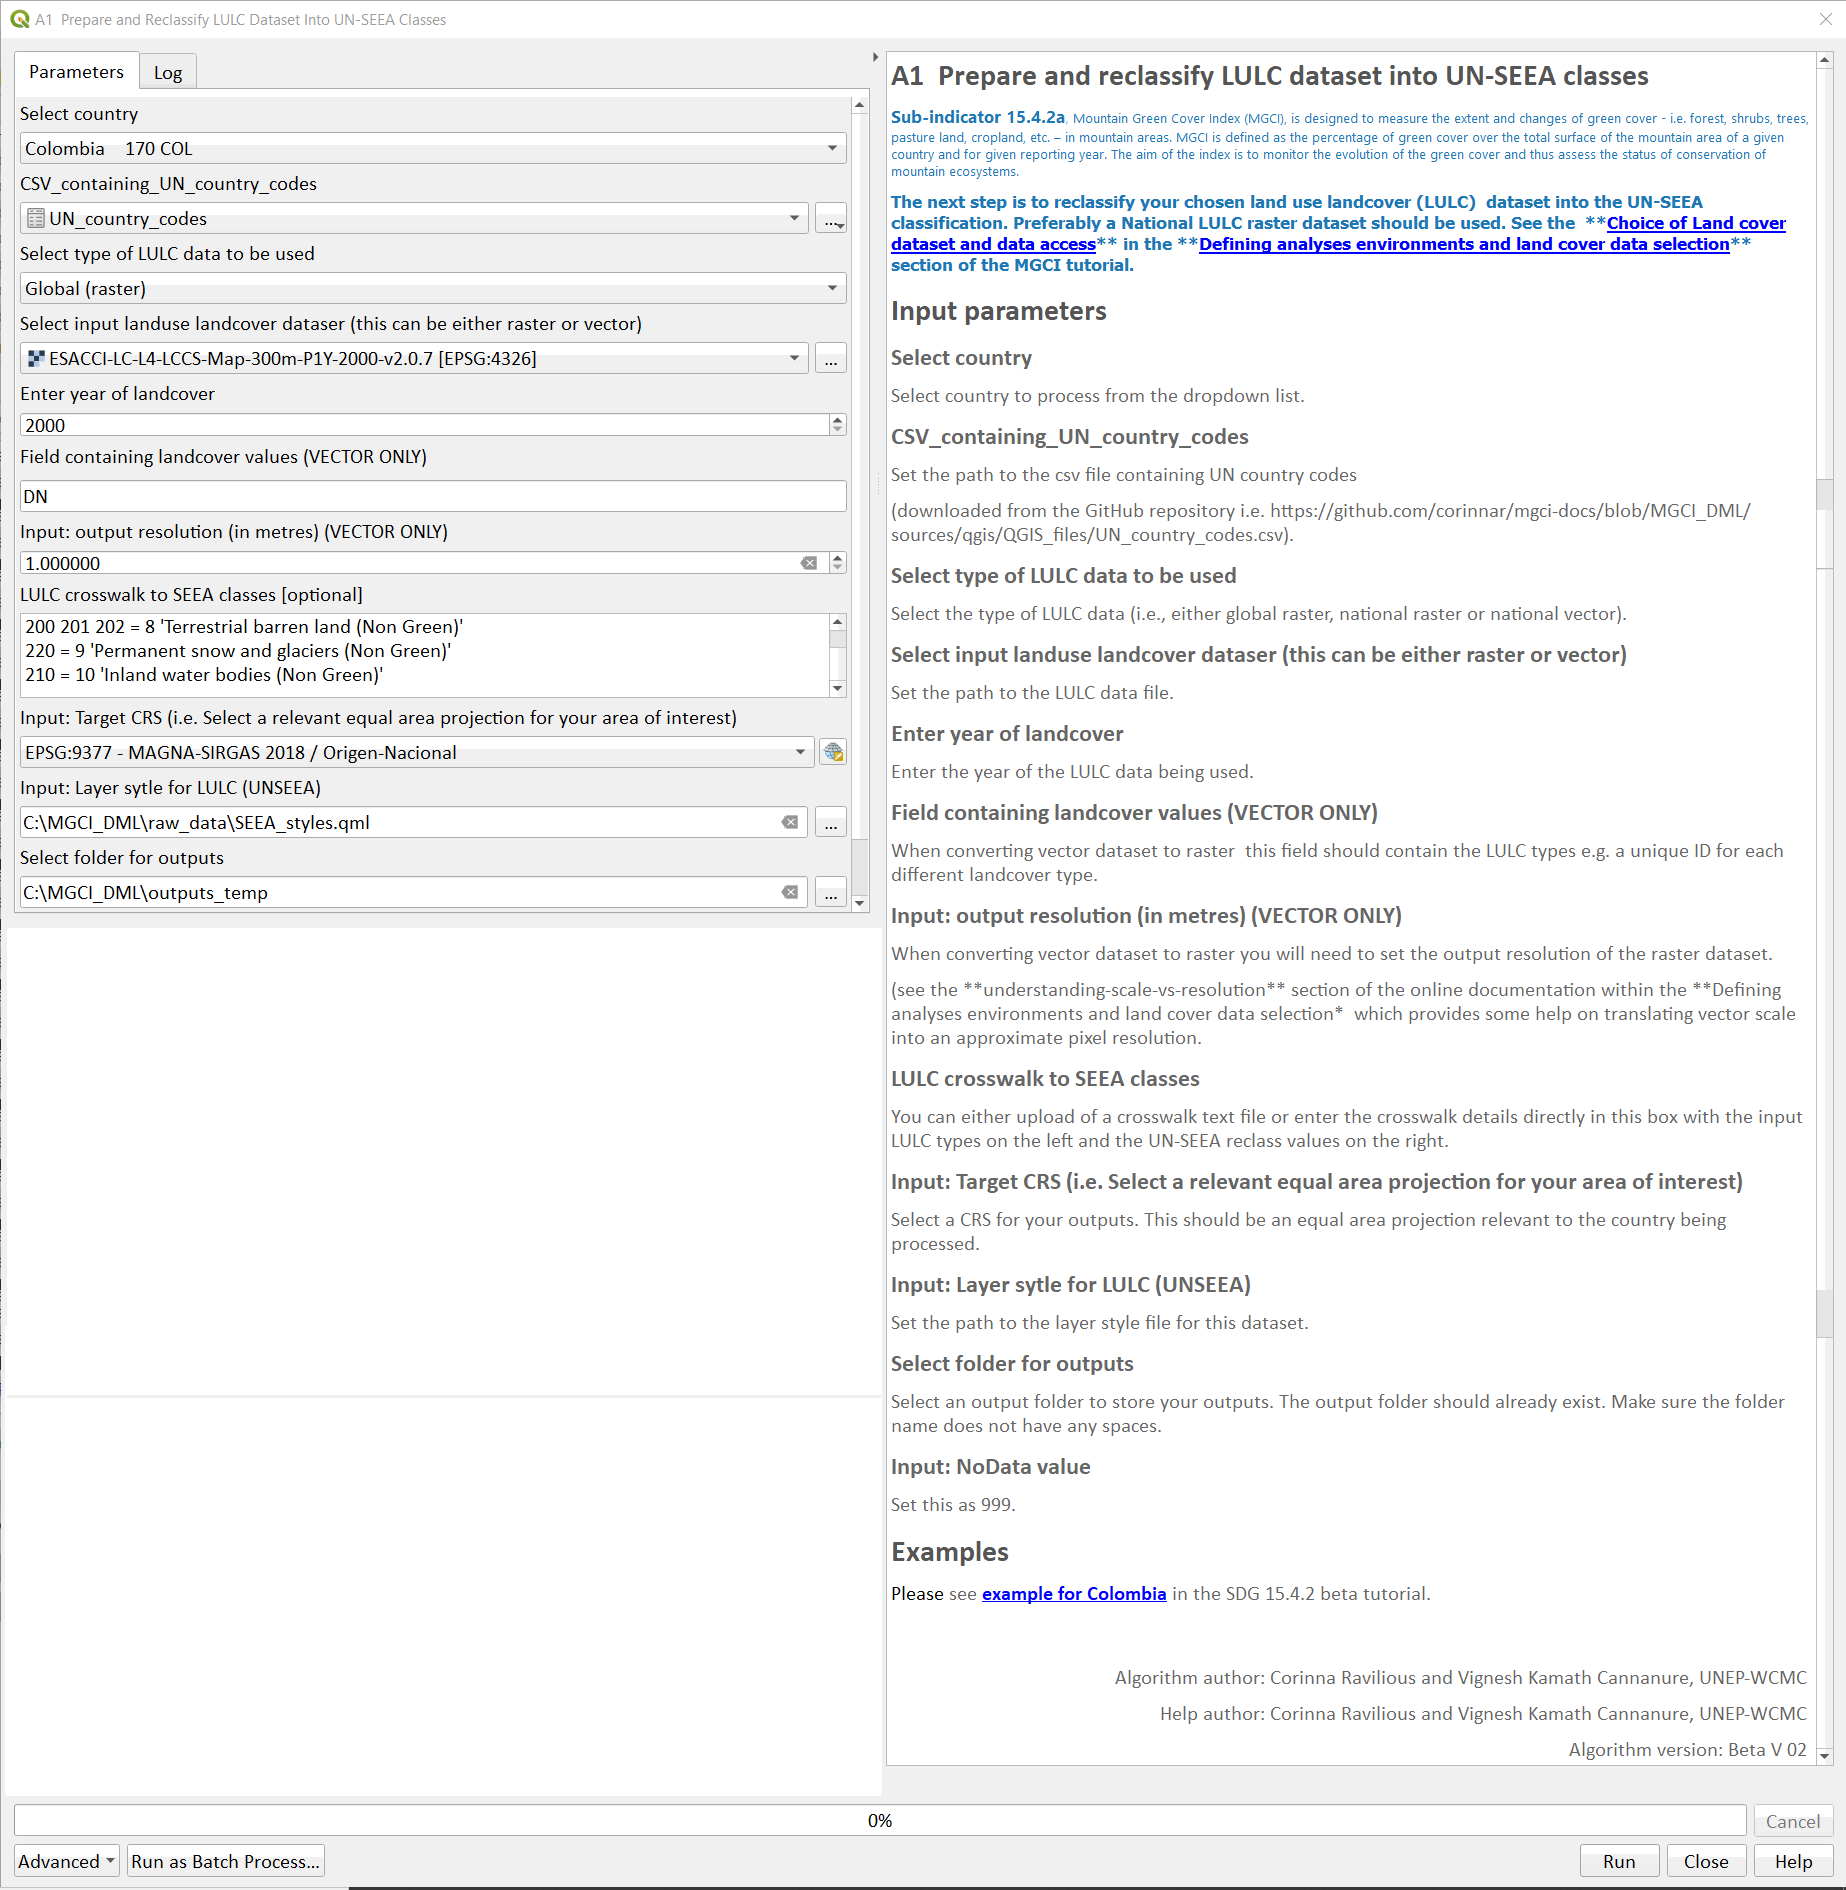 A1  Prepare and Reclassify LULC Dataset Into UN-SEEA Classes
Parameters
Log
Select country
Colombia    170 COL
CSV_containing_UN_country_codes
UN_country_codes
...
Select type of LULC data to be used
Global (raster)
Select input landuse landcover dataser (this can be either raster or vector)
ESACCI-LC-L4-LCCS-Map-300m-P1Y-2000-v2.0.7 [EPSG:4326]
...
Enter year of landcover
2000
Field containing landcover values (VECTOR ONLY)
DN
Input: output resolution (in metres) (VECTOR ONLY)
1.000000
LULC crosswalk to SEEA classes [optional]
200 201 202 = 8 'Terrestrial barren land (Non Green)'
220 = 9 'Permanent snow and glaciers (Non Green)'
210 = 10 'Inland water bodies (Non Green)'
Input: Target CRS (i.e. Select a relevant equal area projection for your area of interest)
EPSG:9377 - MAGNA-SIRGAS 2018 / Origen-Nacional
Input: Layer sytle for LULC (UNSEEA)
C:\MGCI_DML\raw_data\SEEA_styles.qml
...
Select folder for outputs
C:\MGCI_DML\outputs_temp
...
A1  Prepare and reclassify LULC dataset into UN-SEEA classes
Sub-indicator 15.4.2a, Mountain Green Cover Index (MGCI), is designed to measure the extent and changes of green cover - i.e. forest, shrubs, trees,
pasture land, cropland, etc. – in mountain areas. MGCI is defined as the percentage of green cover over the total surface of the mountain area of a given
country and for given reporting year. The aim of the index is to monitor the evolution of the green cover and thus assess the status of conservation of
mountain ecosystems.
The next step is to reclassify your chosen land use landcover (LULC)  dataset into the UN-SEEA
classification. Preferably a National LULC raster dataset should be used. See the  **Choice of Land cover
dataset and data access** in the **Defining analyses environments and land cover data selection**
section of the MGCI tutorial.
Input parameters
Select country
Select country to process from the dropdown list.
CSV_containing_UN_country_codes
Set the path to the csv file containing UN country codes
(downloaded from the GitHub repository i.e. https://github.com/corinnar/mgci-docs/blob/MGCI_DML/
sources/qgis/QGIS_files/UN_country_codes.csv).
Select type of LULC data to be used
Select the type of LULC data (i.e., either global raster, national raster or national vector).
Select input landuse landcover dataser (this can be either raster or vector)
Set the path to the LULC data file.
Enter year of landcover
Enter the year of the LULC data being used.
Field containing landcover values (VECTOR ONLY)
When converting vector dataset to raster  this field should contain the LULC types e.g. a unique ID for each
different landcover type.
Input: output resolution (in metres) (VECTOR ONLY)
When converting vector dataset to raster you will need to set the output resolution of the raster dataset.
(see the **understanding-scale-vs-resolution** section of the online documentation within the **Defining
analyses environments and land cover data selection*  which provides some help on translating vector scale
into an approximate pixel resolution.
LULC crosswalk to SEEA classes
You can either upload of a crosswalk text file or enter the crosswalk details directly in this box with the input
LULC types on the left and the UN-SEEA reclass values on the right.
Input: Target CRS (i.e. Select a relevant equal area projection for your area of interest)
Select a CRS for your outputs. This should be an equal area projection relevant to the country being
processed.
Input: Layer sytle for LULC (UNSEEA)
Set the path to the layer style file for this dataset.
Select folder for outputs
Select an output folder to store your outputs. The output folder should already exist. Make sure the folder
name does not have any spaces.
Input: NoData value
Set this as 999.
Examples
Please see example for Colombia in the SDG 15.4.2 beta tutorial.
Algorithm author: Corinna Ravilious and Vignesh Kamath Cannanure, UNEP-WCMC
Help author: Corinna Ravilious and Vignesh Kamath Cannanure, UNEP-WCMC
Algorithm version: Beta V 02
0%
Cancel
Advanced
Run as Batch Process...
Run
Close
Help